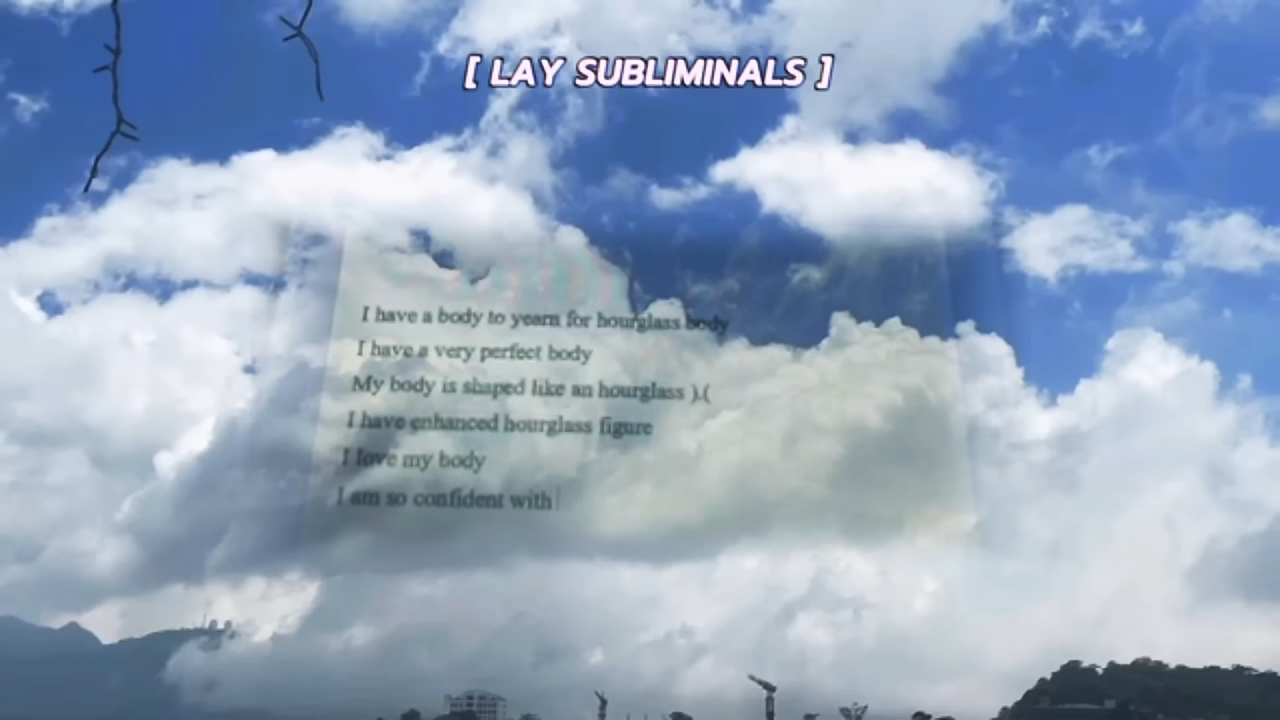 [ LAY SUBLIMINALS ]
I have a body to yearn for hourglass body
I have a very perfect body
My body is shaped like an hourglass ).(
I have enhanced hourglass figure
I love my body
I am so confident with